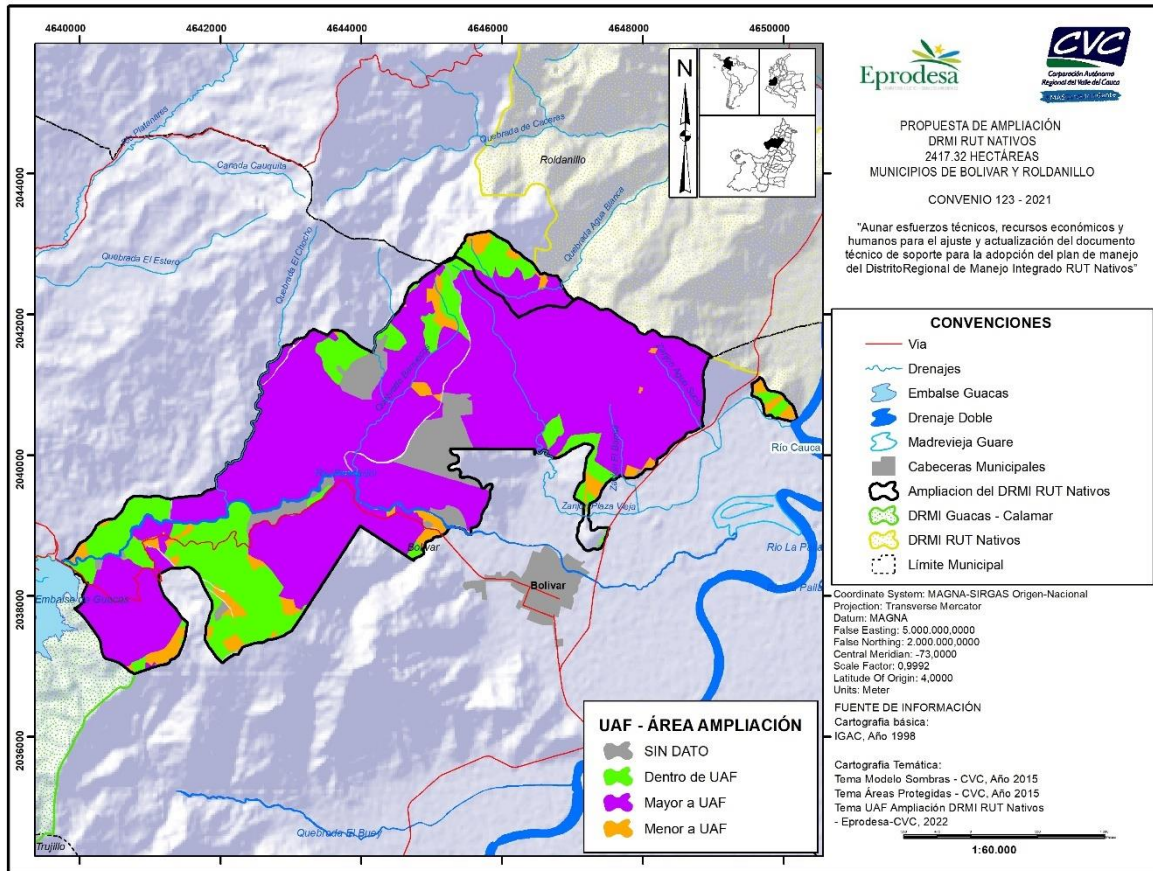 4640000
4642000
4644000
4646000
4648000
4650000
2044000
2042000
2040000
2038000
2036000
Q. Platanares
Cañada Cauquita
Quebrada El Estero
Quebrada El Chocho
Quebrada de Caceres
Roldanillo
Quebrada Agua Blanca
Zanjón Plaza Vieja
Río Cauca
Rio La Paila
Bolívar
Bolívar
Embalse de Guacas
Quebrada El Buey
Trujillo
N
Eprodesa
CVC
Corporación Autónoma
Regional del Valle del Cauca
PROPUESTA DE AMPLIACIÓN
DRMI RUT NATIVOS
2417.32 HECTÁREAS
MUNICIPIOS DE BOLIVAR Y ROLDANILLO
CONVENIO 123 - 2021
"Aunar esfuerzos técnicos, recursos económicos y
humanos para el ajuste y actualización del documento
técnico de soporte para la adopción del plan de manejo
del DistritoRegional de Manejo Integrado RUT Nativos"
CONVENCIONES
Via
Drenajes
Embalse Guacas
Drenaje Doble
Madrevieja Guare
Cabeceras Municipales
Ampliacion del DRMI RUT Nativos
DRMI Guacas - Calamar
DRMI RUT Nativos
Límite Municipal
Coordinate System: MAGNA-SIRGAS Origen-Nacional
Projection: Transverse Mercator
Datum: MAGNA
False Easting: 5.000.000,0000
False Northing: 2.000.000,0000
Central Meridian: -73,0000
Scale Factor: 0,9992
Latitude Of Origin: 4,0000
Units: Meter
FUENTE DE INFORMACIÓN
Cartografia básica:
IGAC, Año 1998
Cartografía Temática:
Tema Modelo Sombras - CVC, Año 2015
Tema Áreas Protegidas - CVC, Año 2015
Tema UAF Ampliación DRMI RUT Nativos
- Eprodesa-CVC, 2022
1:60.000
UAF - ÁREA AMPLIACIÓN
SIN DATO
Dentro de UAF
Mayor a UAF
Menor a UAF